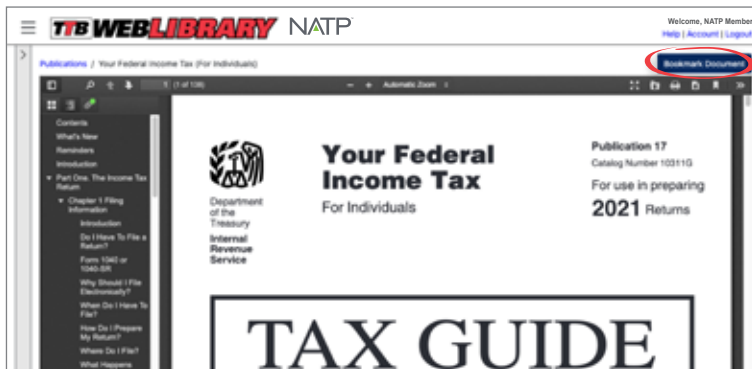 TTB WEBLIBRARY NATP
Welcome, NATP Member
Help | Account | Logout
Publications / Your Federal Income Tax (For Individuals)
Bookmark Document
1 (1 of 138)
Automatic Zoom
Contents
What's New
Reminders
Introduction
Part One. The Income Tax
Return
Chapter 1 Filing
Information
Introduction
Do I Have To File a
Return?
Form 1040 or
1040-SR
Why Should I File
Electronically?
When Do I Have To
File?
How Do I Prepare
My Return?
Where Do I File?
What Happens
Department
of the
Treasury
Internal
Revenue
Service
Your Federal
Income Tax
For Individuals
Publication 17
Catalog Number 10311G
For use in preparing
2021 Returns
TAX GUIDE